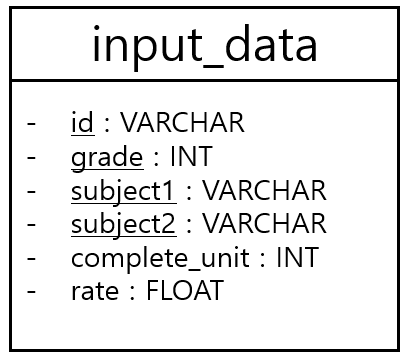 input_data
- id : VARCHAR
- grade : INT
- subject1 : VARCHAR
- subject2 : VARCHAR
- complete_unit : INT
- rate : FLOAT